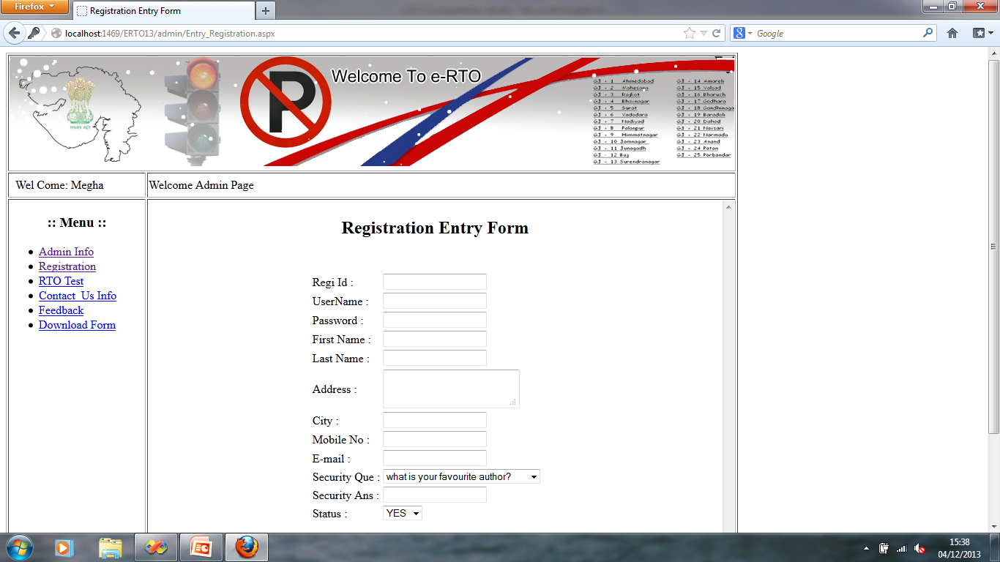 Firefox
Registration Entry Form
localhost:1469/ERTO13/admin/Entry_Registration.aspx
Google
Welcome To e-RTO
P
सत्यमेव जयते
GJ - 1 Ahmedabad
GJ - 2 Mahesana
GJ - 3 Rajkot
GJ - 4 Bhavnagar
GJ - 5 Surat
GJ - 6 Vadodara
GJ - 7 Nadiyad
GJ - 8 Palanpur
GJ - 9 Himmatnagar
GJ - 10 Jamnagar
GJ - 11 Junagadh
GJ - 12 Buj
GJ - 13 Surendranagar
GJ - 14 Amareli
GJ - 15 Valsad
GJ - 16 Bharuch
GJ - 17 Godhara
GJ - 18 Gandhinaga
GJ - 19 Baradoli
GJ - 20 Dahod
GJ - 21 Navsari
GJ - 22 Narmada
GJ - 23 Anand
GJ - 24 Patan
GJ - 25 Porbandar
Wel Come: Megha
Welcome Admin Page
:: Menu ::
Admin Info
Registration
RTO Test
Contact_Us Info
Feedback
Download Form
Registration Entry Form
Regi Id :
UserName :
Password :
First Name :
Last Name :
Address :
City :
Mobile No :
E-mail :
Security Que : what is your favourite author?
Security Ans :
Status : YES
15:38
04/12/2013